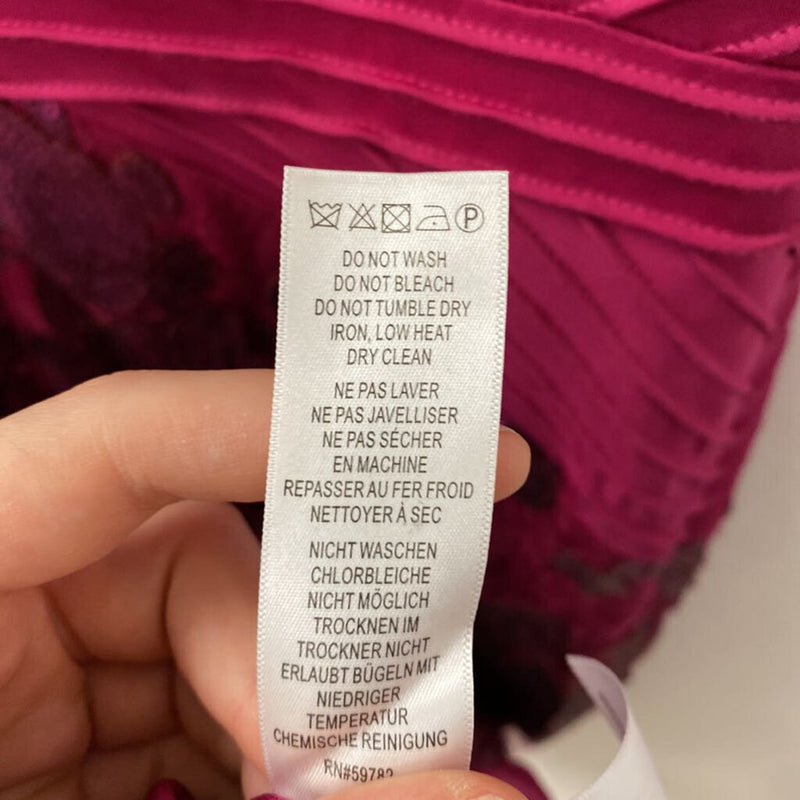 P
DO NOT WASH
DO NOT BLEACH
DO NOT TUMBLE DRY
IRON, LOW HEAT
DRY CLEAN
NE PAS LAVER
NE PAS JAVELLISER
NE PAS SÉCHER
EN MACHINE
REPASSER AU FER FROID
NETTOYER À SEC
NICHT WASCHEN
CHLORBLEICHE
NICHT MÖGLICH
TROCKNEN IM
TROCKNER NICHT
ERLAUBT BÜGELN MIT
NIEDRIGER
TEMPERATUR
CHEMISCHE REINIGUNG
RN#59782